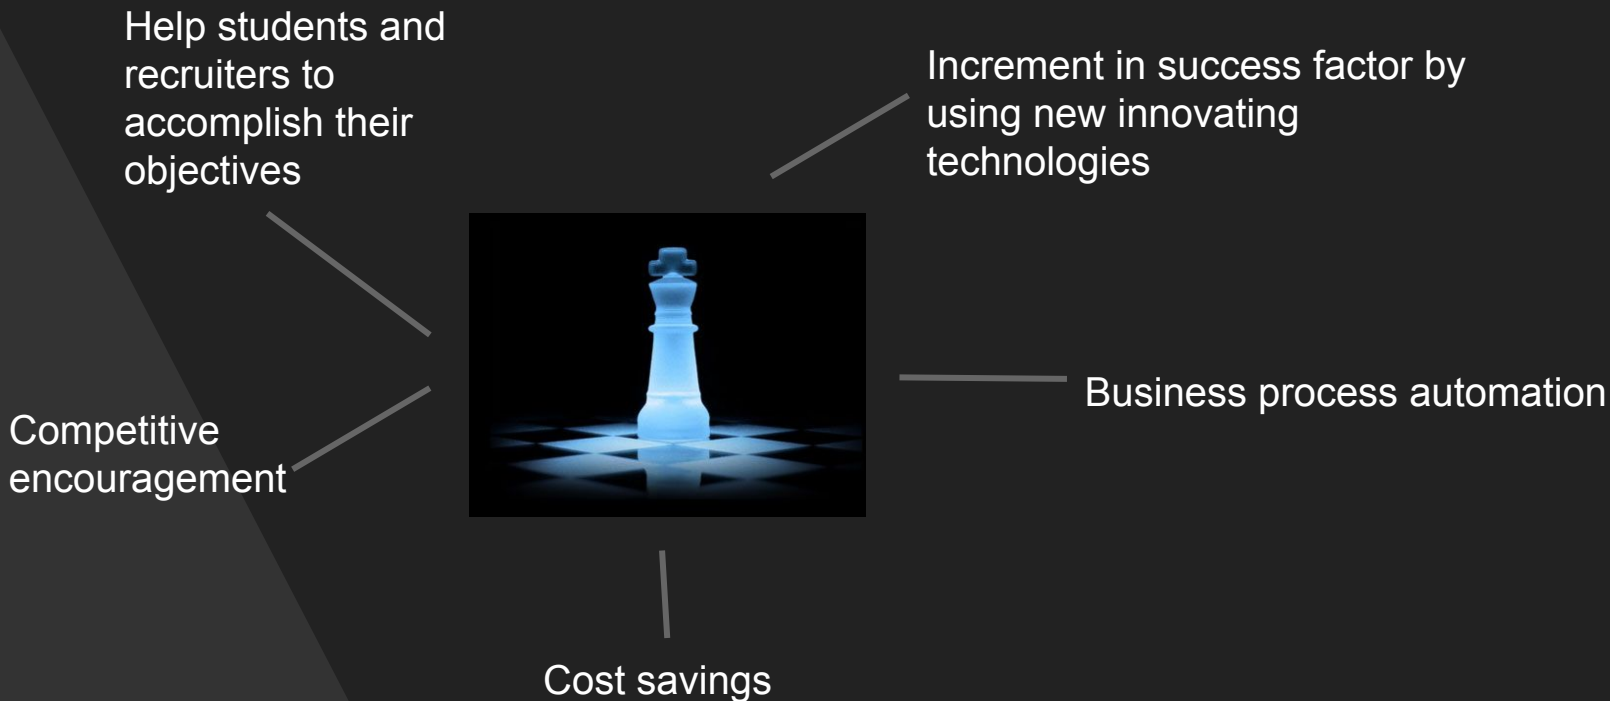 Help students and
recruiters to
accomplish their
objectives
Increment in success factor by
using new innovating
technologies
Business process automation
Competitive
encouragement
Cost savings